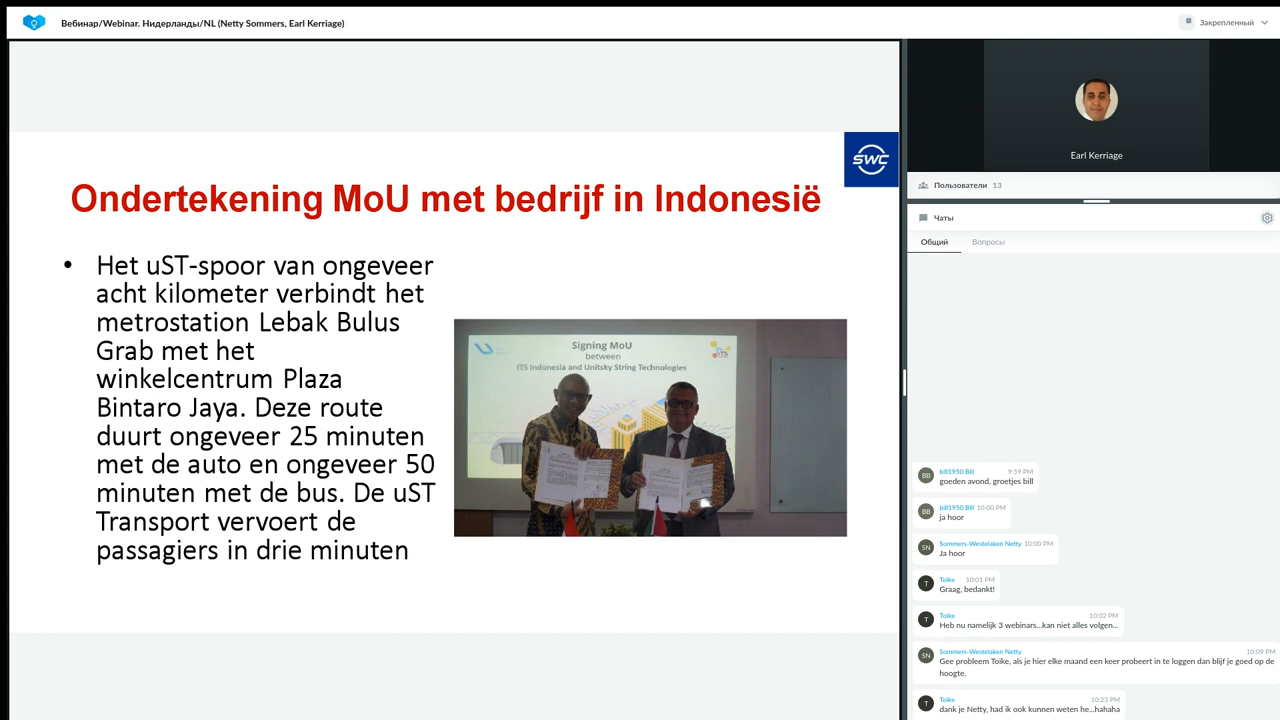 Вебинар/Webinar. Нидерланды/NL (Netty Sommers, Earl Kerriage)
Закрепленный
SWC
Ondertekening MoU met bedrijf in Indonesië
• Het uST-spoor van ongeveer
acht kilometer verbindt het
metrostation Lebak Bulus
Grab met het
winkelcentrum Plaza
Bintaro Jaya. Deze route
duurt ongeveer 25 minuten
met de auto en ongeveer 50
minuten met de bus. De uST
Transport vervoert de
passagiers in drie minuten
Signing MoU
between
ITS Indonesia and Unitsky String Technologies
ITS
Earl Kerriage
Пользователи 13
Чаты
Общий Вопросы
BB bill1950 Bill 9:59 PM
goeden avond, groetjes bill
BB bill1950 Bill 10:00 PM
ja hoor
SN Sommers-Westelaken Netty 10:00 PM
Ja hoor
T Toike 10:01 PM
Graag, bedankt!
T Toike 10:02 PM
Heb nu namelijk 3 webinars...kan niet alles volgen...
SN Sommers-Westelaken Netty 10:09 PM
Gee probleem Toike, als je hier elke maand een keer probeert in te loggen dan blijf je goed op de
hoogte.
T Toike 10:23 PM
dank je Netty, had ik ook kunnen weten he...hahaha